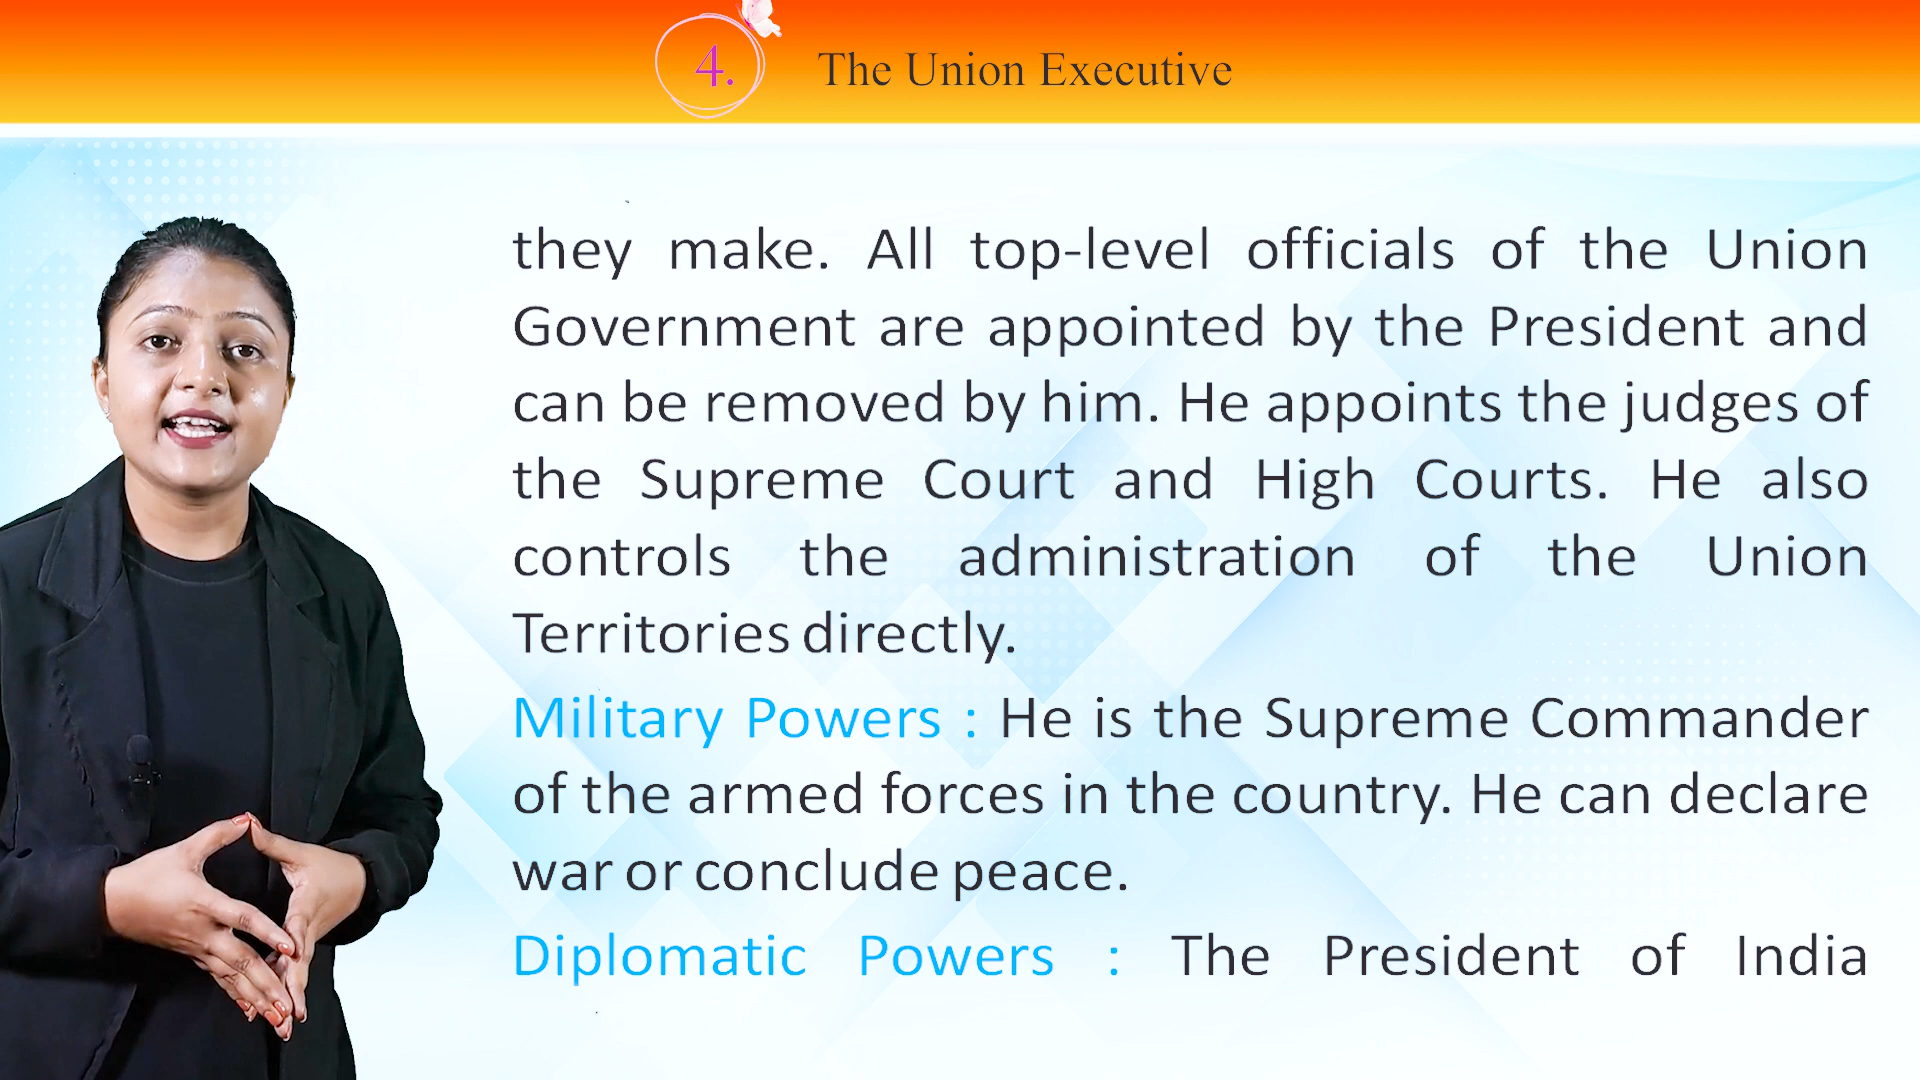 4. The Union Executive
they make. All top-level officials of the Union
Government are appointed by the President and
can be removed by him. He appoints the judges of
the Supreme Court and High Courts. He also
controls the administration of the Union
Territories directly.
Military Powers : He is the Supreme Commander
of the armed forces in the country. He can declare
war or conclude peace.
Diplomatic Powers : The President of India